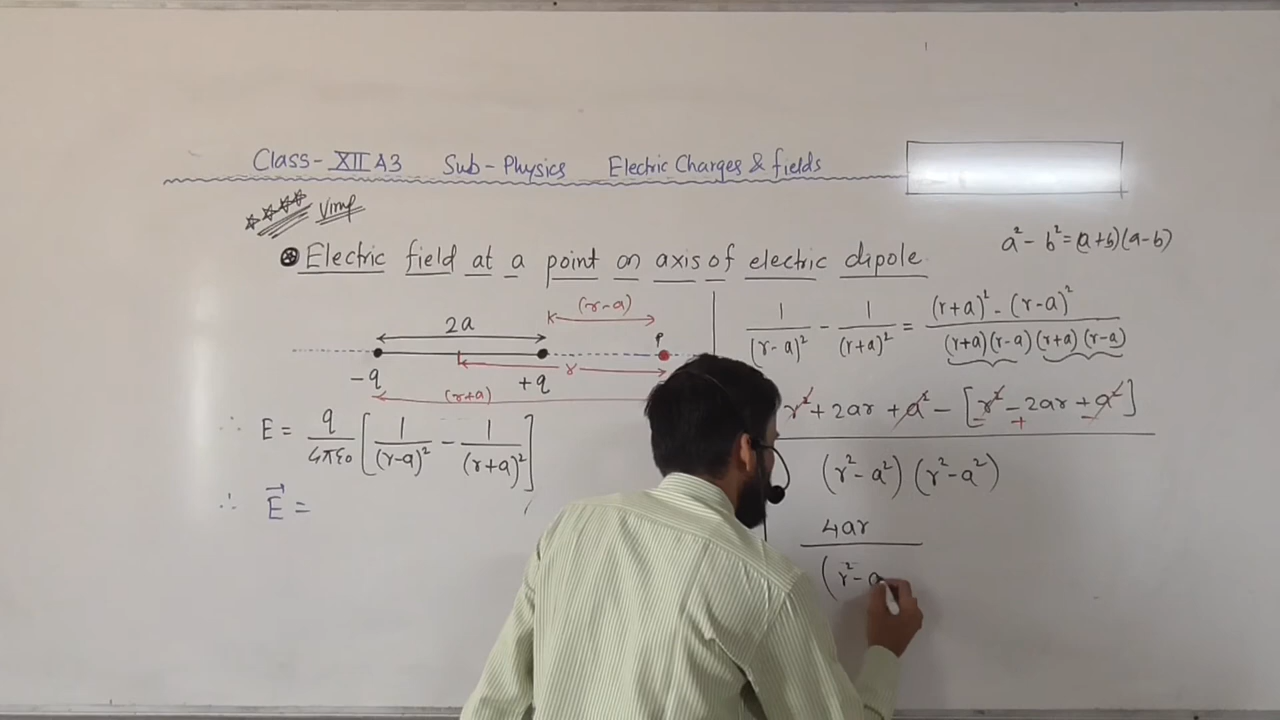 Class- XII A3 Sub- Physics Electric Charges & fields
Vimp
a² - b² = (a+b)(a-b)
Electric field at a point on axis of electric dipole.
(r-a)
2a
P
r
-q +q
(r+a)
∴ E = q/4πε₀ [1/(r-a)² - 1/(r+a)²]
∴ E⃗ =
1/(r-a)² - 1/(r+a)² = (r+a)² - (r-a)² / (r+a)(r-a)(r+a)(r-a)
r² + 2ar + a² - [r² - 2ar + a²]
+
(r² - a²) (r² - a²)
4ar
(r² - a